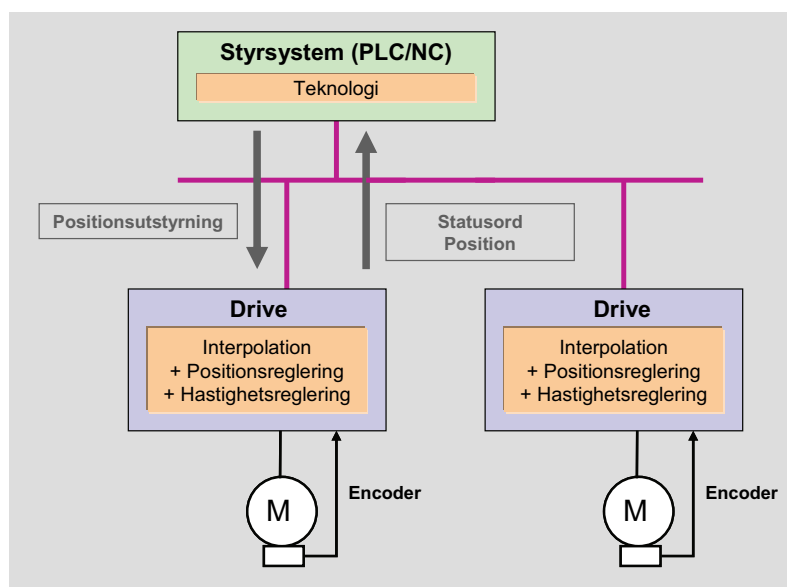 Styrsystem (PLC/NC)
Teknologi
Positionsutstyrning
Statusord
Position
Drive
Interpolation
+ Positionsreglering
+ Hastighetsreglering
Drive
Interpolation
+ Positionsreglering
+ Hastighetsreglering
M
Encoder
M
Encoder